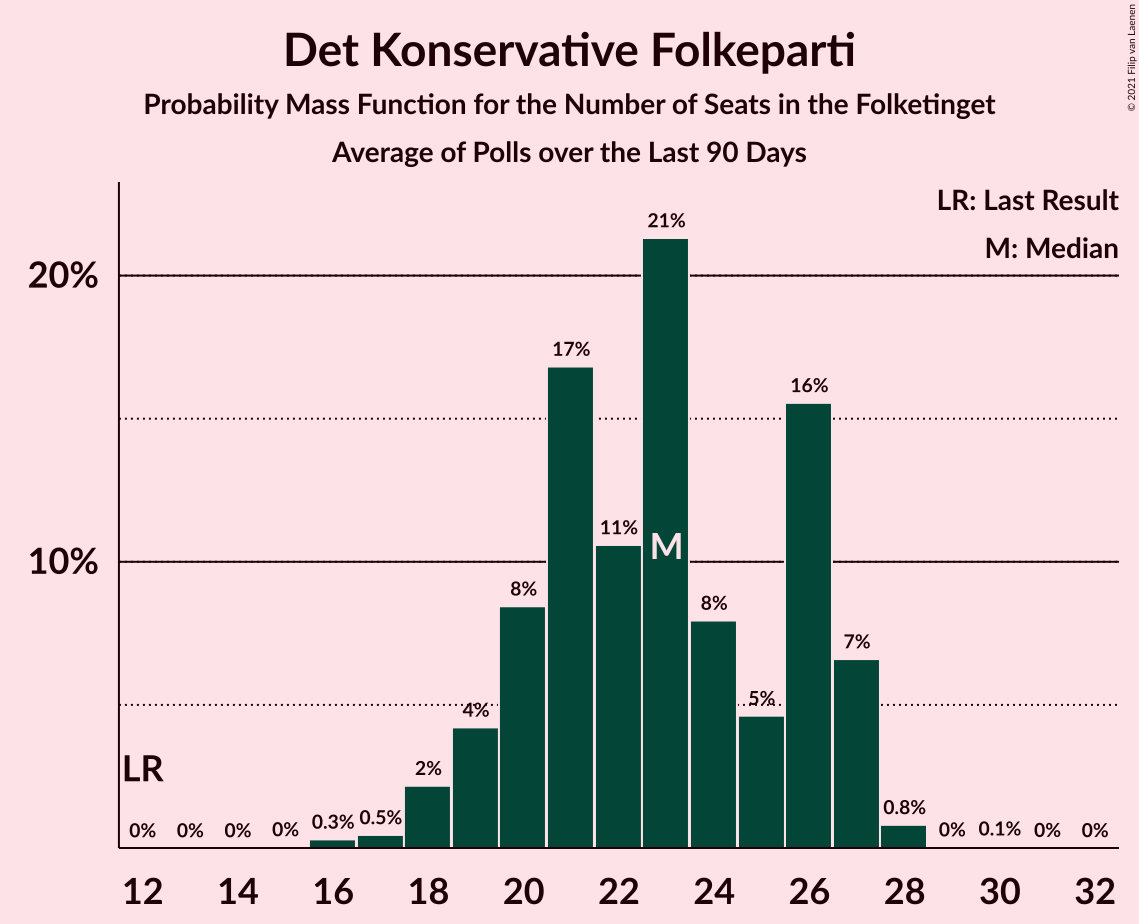 Det Konservative Folkeparti
Probability Mass Function for the Number of Seats in the Folketinget
Average of Polls over the Last 90 Days
© 2021 Filip van Laenen
LR: Last Result
M: Median
20%
10%
21%
17%
16%
11%
M
8%
8%
7%
5%
4%
2%
LR
0%
0%
0%
0%
0.3%
0.5%
0.8%
0%
0.1%
0%
0%
12 14 16 18 20 22 24 26 28 30 32